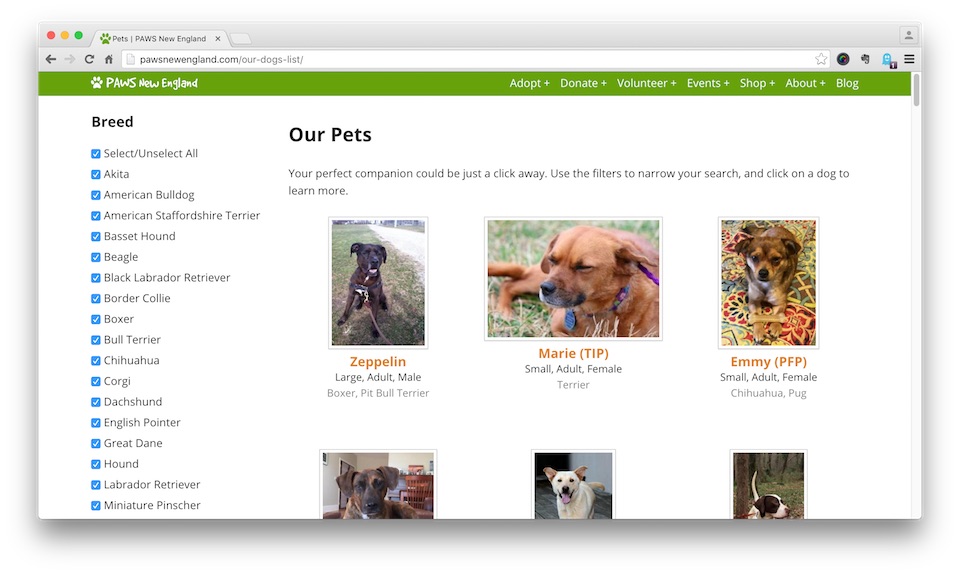 Pets | PAWS New England
pawsnewengland.com/our-dogs-list/
PAWS New England
Adopt + Donate + Volunteer + Events + Shop + About + Blog
Breed
Select/Unselect All
Akita
American Bulldog
American Staffordshire Terrier
Basset Hound
Beagle
Black Labrador Retriever
Border Collie
Boxer
Bull Terrier
Chihuahua
Corgi
Dachshund
English Pointer
Great Dane
Hound
Labrador Retriever
Miniature Pinscher
Our Pets
Your perfect companion could be just a click away. Use the filters to narrow your search, and click on a dog to
learn more.
Zeppelin
Large, Adult, Male
Boxer, Pit Bull Terrier
Marie (TIP)
Small, Adult, Female
Terrier
Emmy (PFP)
Small, Adult, Female
Chihuahua, Pug